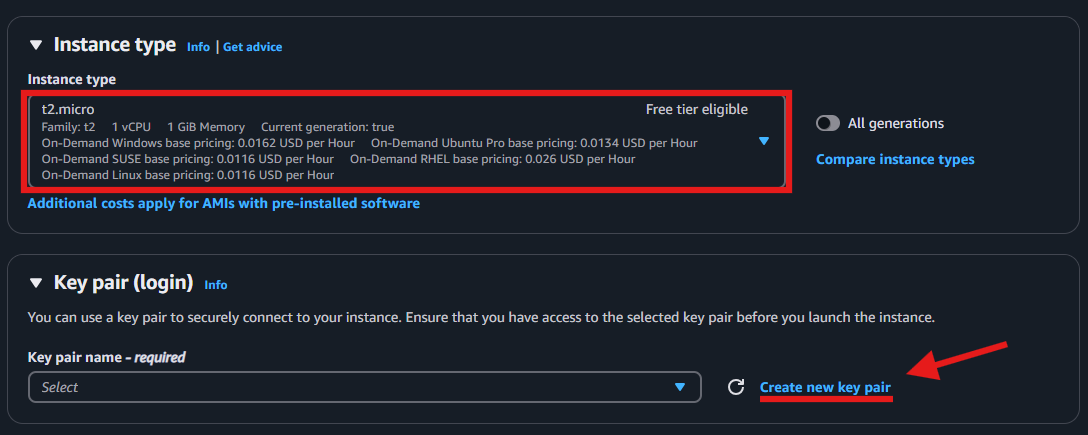 Instance type Info | Get advice
Instance type
t2.micro Free tier eligible
Family: t2 1 vCPU 1 GiB Memory Current generation: true
On-Demand Windows base pricing: 0.0162 USD per Hour On-Demand Ubuntu Pro base pricing: 0.0134 USD per Hour
On-Demand SUSE base pricing: 0.0116 USD per Hour On-Demand RHEL base pricing: 0.026 USD per Hour
On-Demand Linux base pricing: 0.0116 USD per Hour
All generations
Compare instance types
Additional costs apply for AMIs with pre-installed software
Key pair (login) Info
You can use a key pair to securely connect to your instance. Ensure that you have access to the selected key pair before you launch the instance.
Key pair name - required
Select
Create new key pair